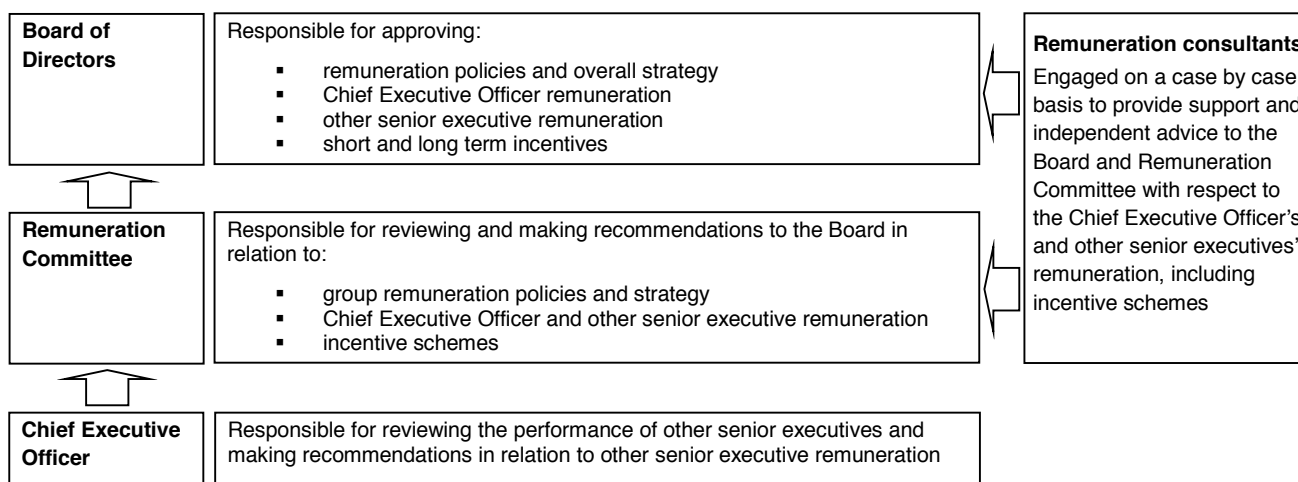 Board of
Directors
Responsible for approving:
▪ remuneration policies and overall strategy
▪ Chief Executive Officer remuneration
▪ other senior executive remuneration
▪ short and long term incentives
Remuneration
Committee
Responsible for reviewing and making recommendations to the Board in
relation to:
▪ group remuneration policies and strategy
▪ Chief Executive Officer and other senior executive remuneration
▪ incentive schemes
Chief Executive
Officer
Responsible for reviewing the performance of other senior executives and
making recommendations in relation to other senior executive remuneration
Remuneration consultants
Engaged on a case by case
basis to provide support and
independent advice to the
Board and Remuneration
Committee with respect to
the Chief Executive Officer's
and other senior executives'
remuneration, including
incentive schemes